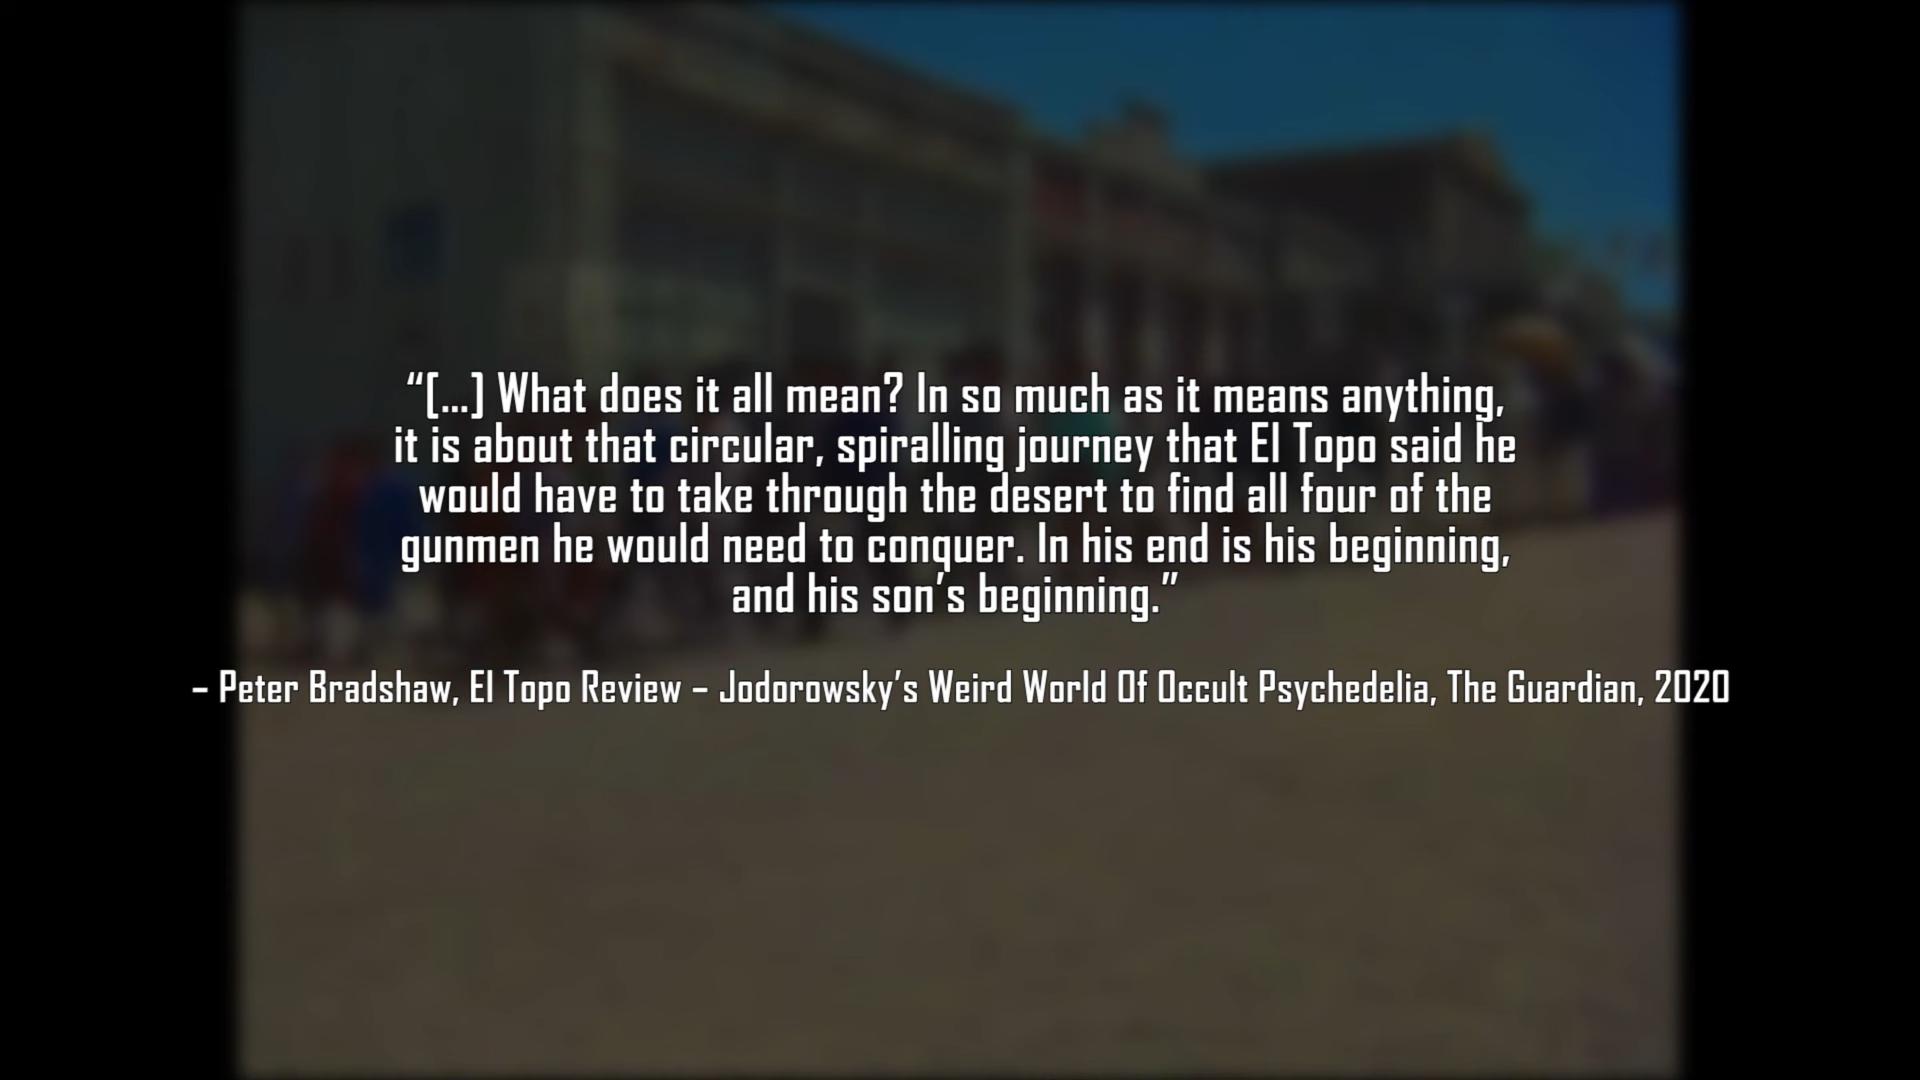 “[...] What does it all mean? In so much as it means anything,
it is about that circular, spiralling journey that El Topo said he
would have to take through the desert to find all four of the
gunmen he would need to conquer. In his end is his beginning,
and his son’s beginning.”
– Peter Bradshaw, El Topo Review – Jodorowsky’s Weird World Of Occult Psychedelia, The Guardian, 2020